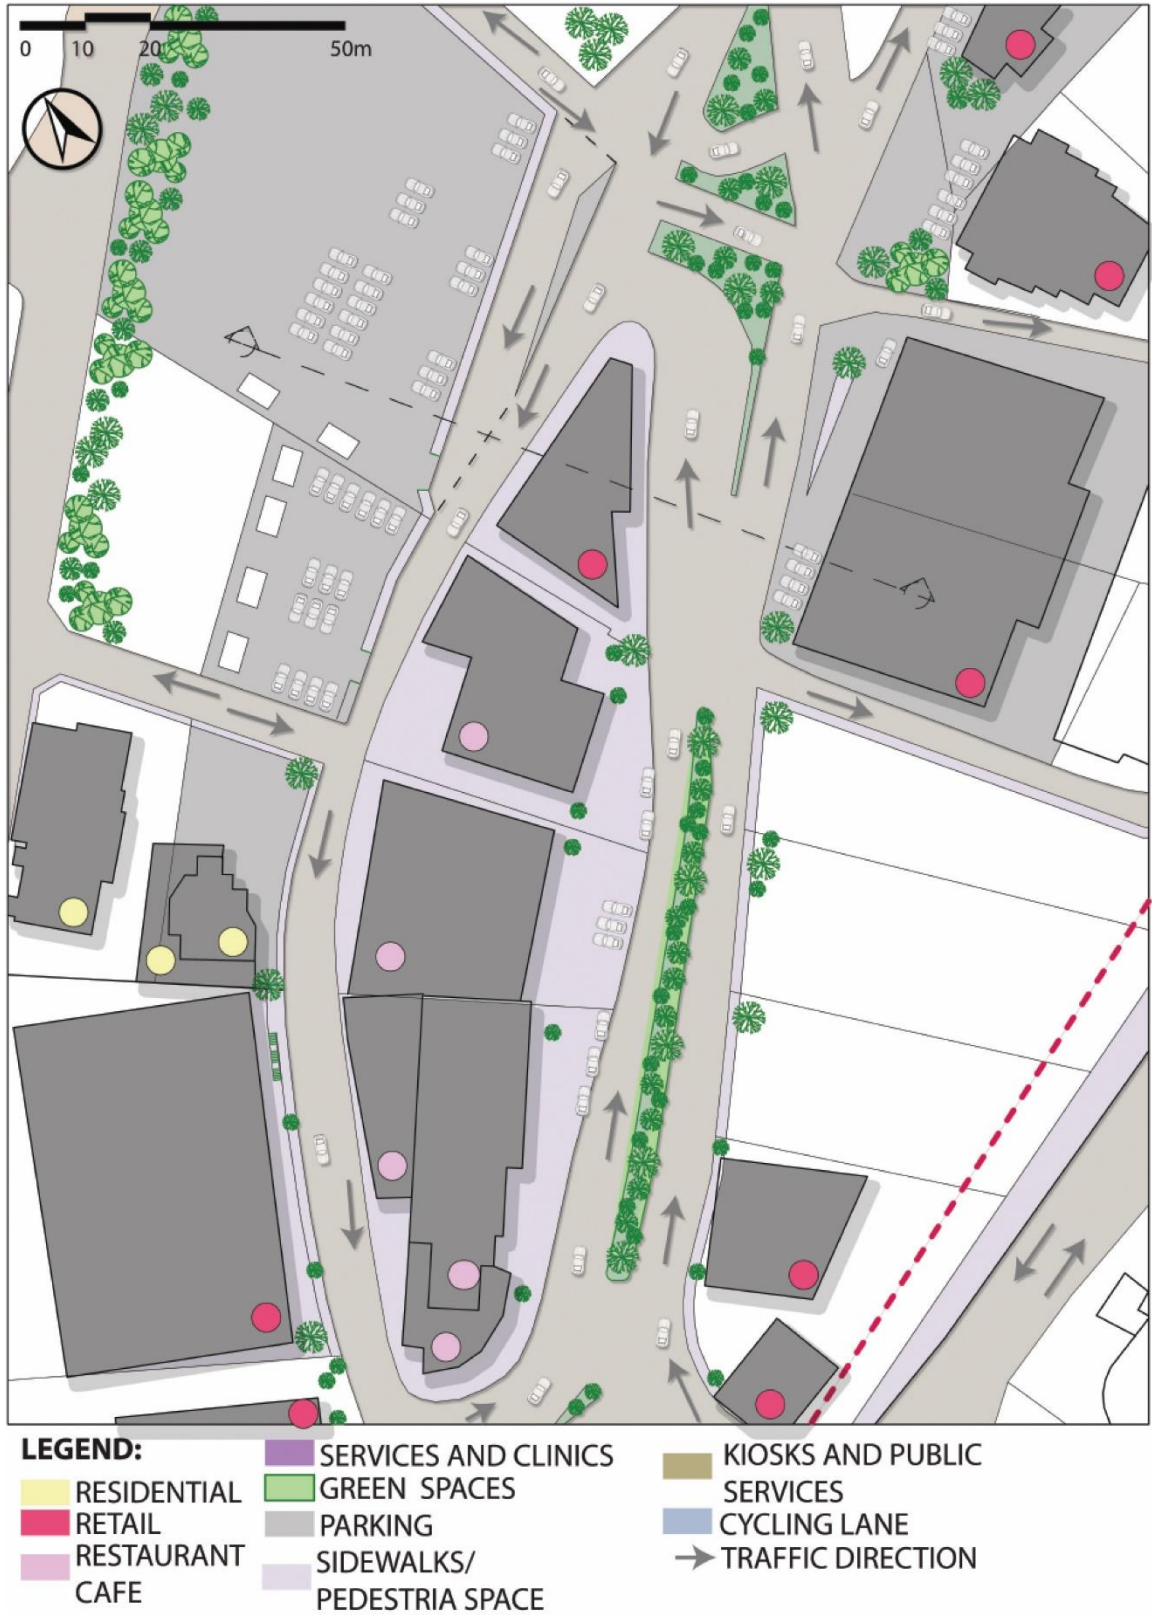 0 10 20 50m
LEGEND:
RESIDENTIAL
RETAIL
RESTAURANT
CAFE
SERVICES AND CLINICS
GREEN SPACES
PARKING
SIDEWALKS/
PEDESTRIA SPACE
KIOSKS AND PUBLIC
SERVICES
CYCLING LANE
TRAFFIC DIRECTION